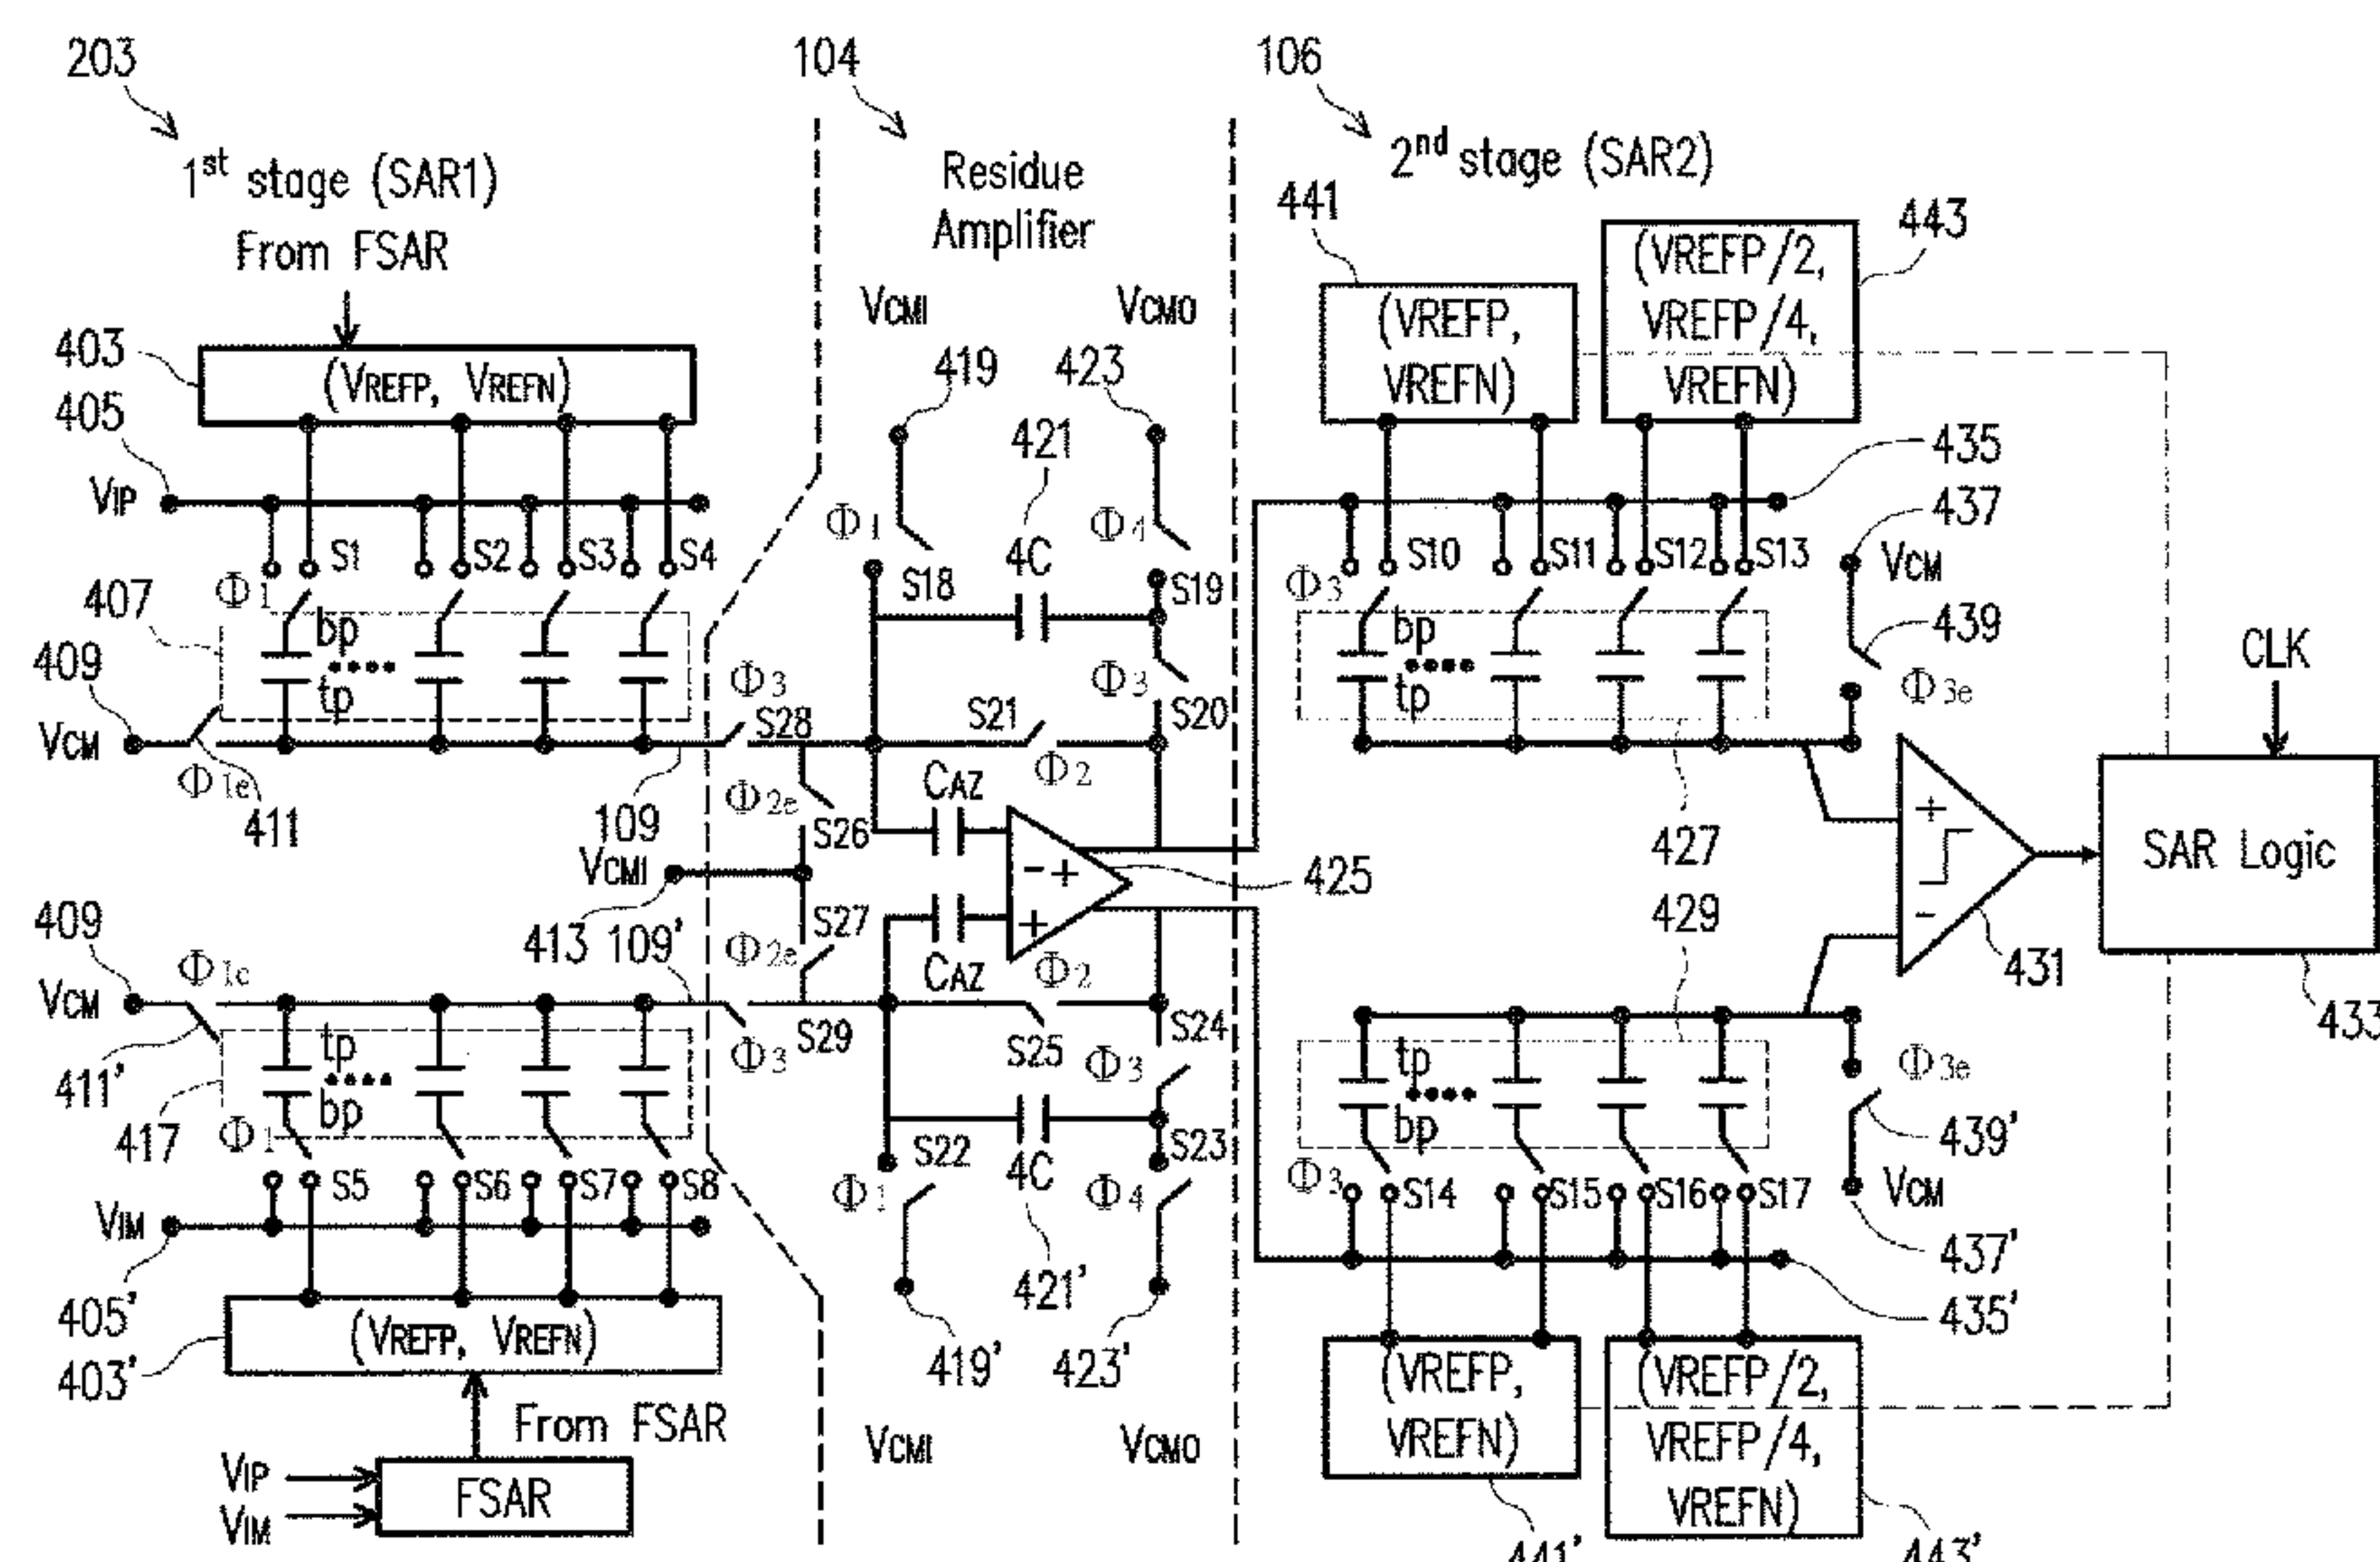 203
1st stage (SAR1)
From FSAR
403
(VREFP, VREFN)
405
VIP
S1
S2
S3
S4
Φ1
407
bp
tp
409
VCM
Φ1e
411
109
409
VCM
Φ1e
411'
417
tp
bp
Φ1
S5
S6
S7
S8
VIM
405'
403'
(VREFP, VREFN)
From FSAR
VIP
VIM
FSAR
104
Residue
Amplifier
VCMI
VCMO
419
423
421
4C
Φ1
S18
Φ4
S19
Φ3
S28
S21
Φ2
Φ3
S20
Φ2e
S26
CAZ
VCMI
413
109'
- +
+
425
S27
Φ2e
CAZ
Φ2
Φ3
S29
S25
S24
Φ3
S22
Φ1
4C
S23
Φ4
421'
419'
423'
VCMI
VCMO
106
2nd stage (SAR2)
441
(VREFP,
VREFN)
443
(VREFP/2,
VREFP/4,
VREFN)
435
437
VCM
S10
S11
S12
S13
Φ3
bp
tp
439
Φ3e
427
+
-
431
CLK
SAR Logic
433
429
tp
bp
Φ3
S14
S15
S16
S17
Φ3e
439'
VCM
437'
435'
(VREFP,
VREFN)
441'
(VREFP/2,
VREFP/4,
VREFN)
443'